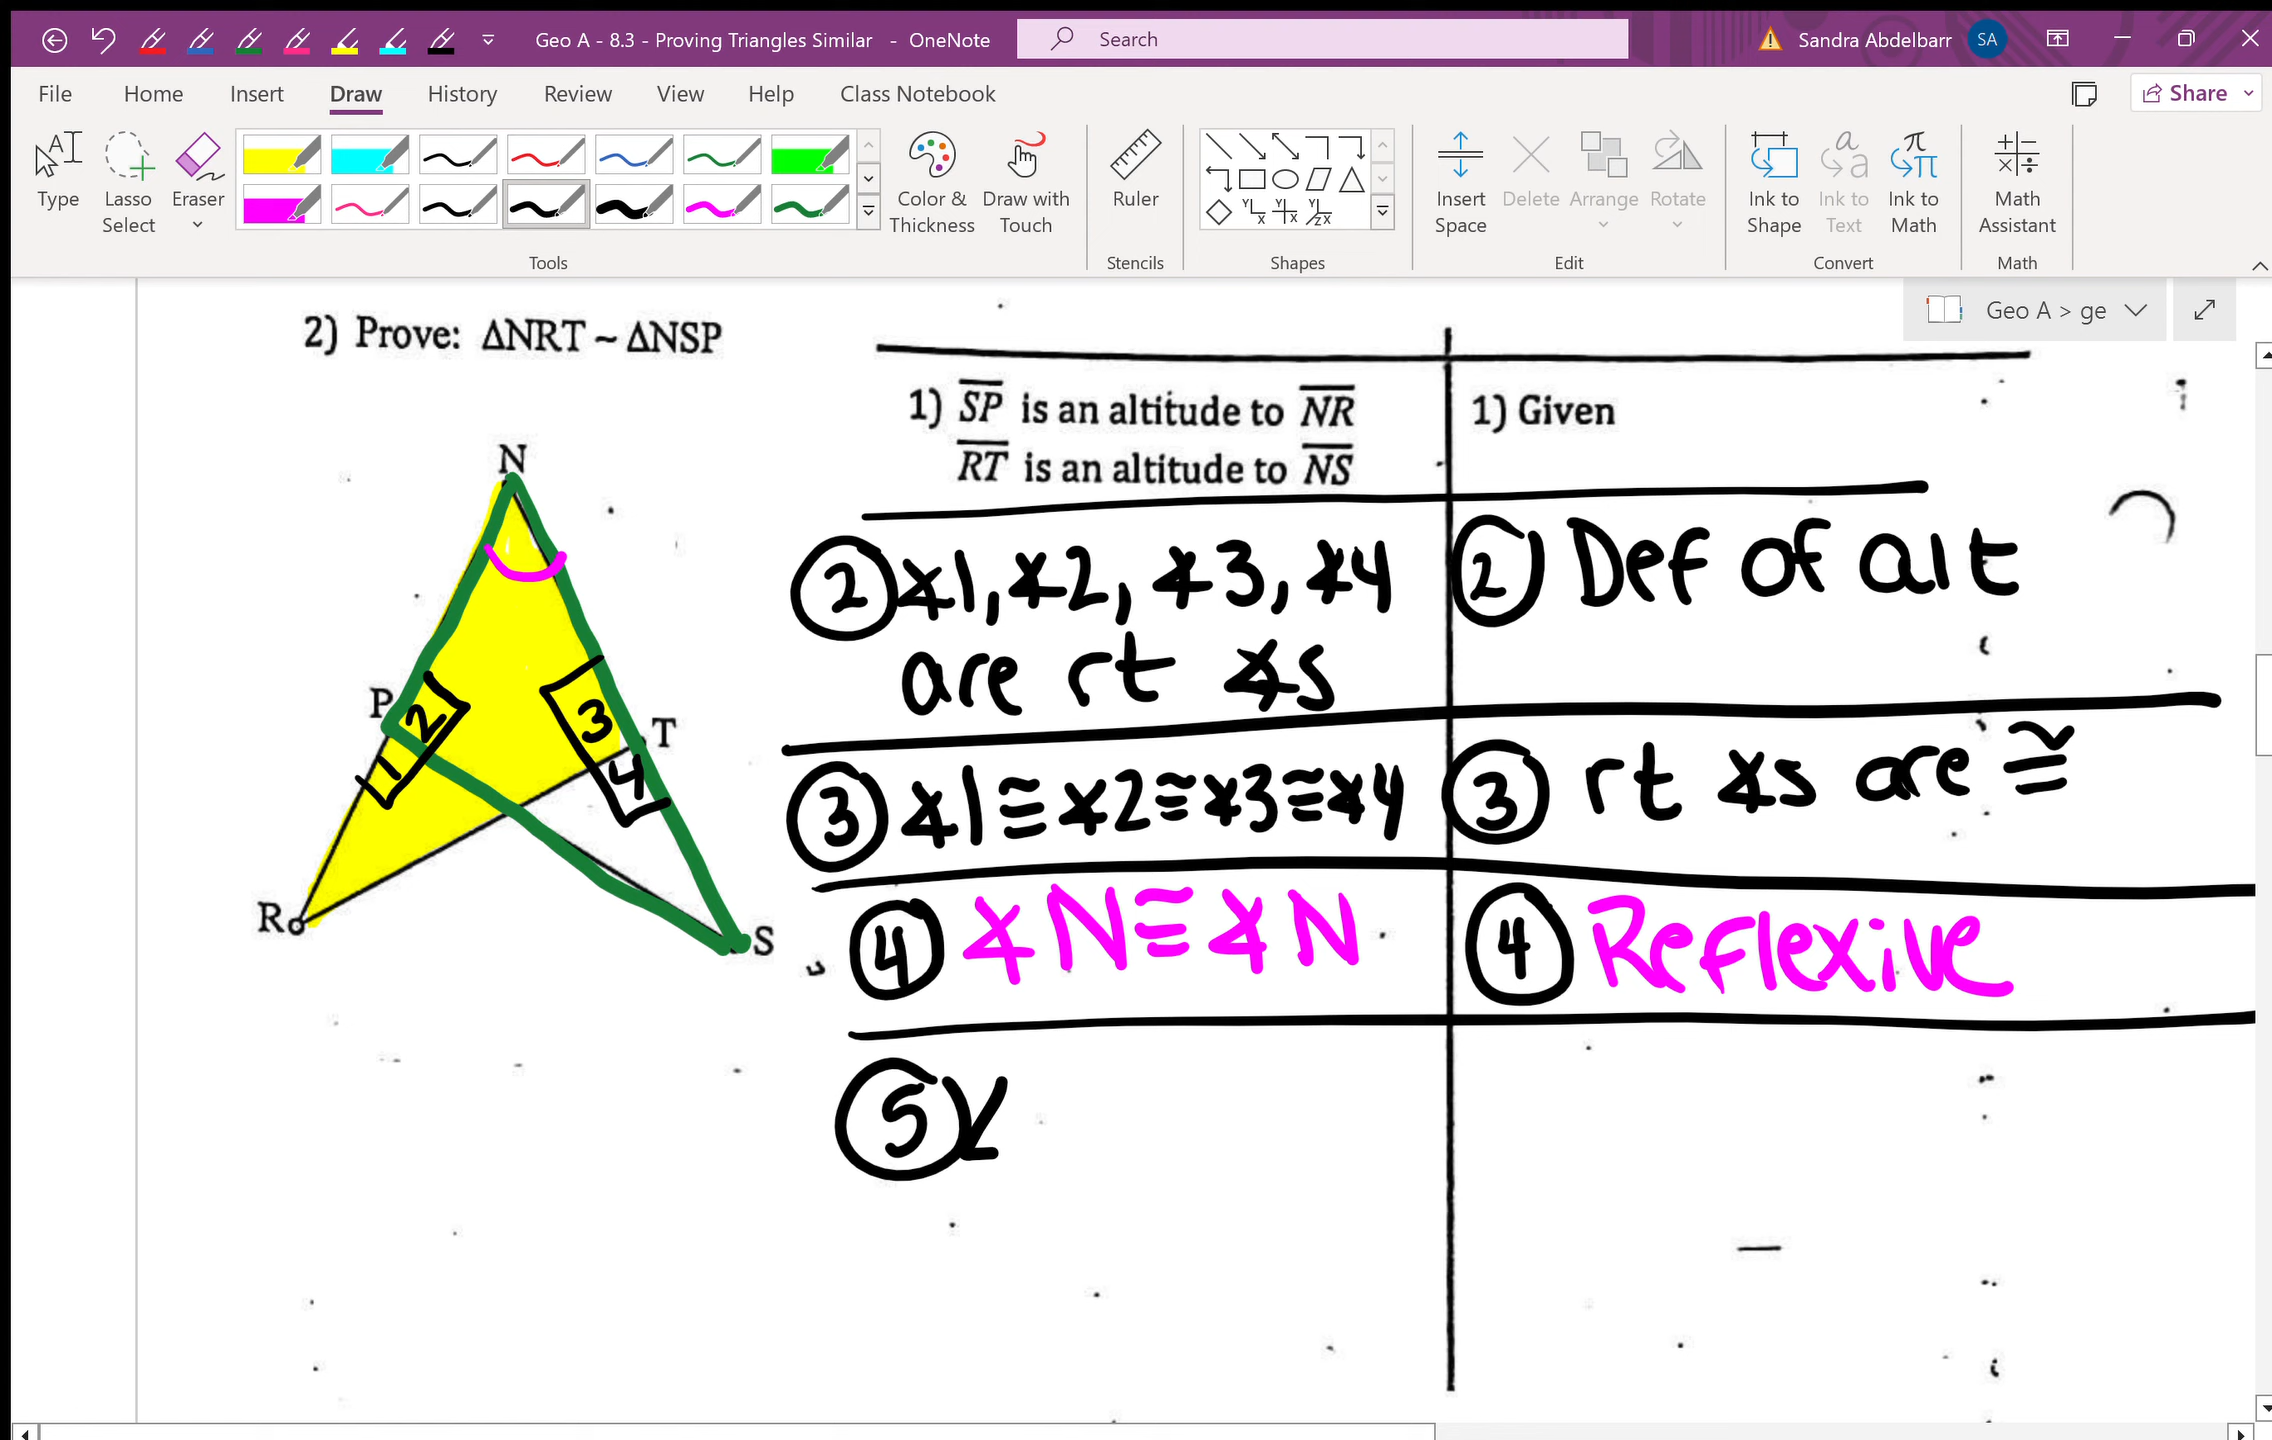 Geo A - 8.3 - Proving Triangles Similar - OneNote
Search
Sandra Abdelbarr
SA
File Home Insert Draw History Review View Help Class Notebook
Share
Type
Lasso Select
Eraser
Color & Thickness
Draw with Touch
Ruler
Insert Space
Delete
Arrange
Rotate
Ink to Shape
Ink to Text
Ink to Math
Math Assistant
Tools
Stencils
Shapes
Edit
Convert
Math
Geo A > ge
2) Prove: ΔNRT ~ ΔNSP
1) S̅P̅ is an altitude to N̅R̅
R̅T̅ is an altitude to N̅S̅
1) Given
N
P
2
1
3
4
T
R
S
② ∡1, ∡2, ∡3, ∡4
are rt ∡s
② Def of alt
③ ∡1 ≅ ∡2 ≅ ∡3 ≅ ∡4
③ rt ∡s are ≅
④ ∡N ≅ ∡N
④ Reflexive
⑤